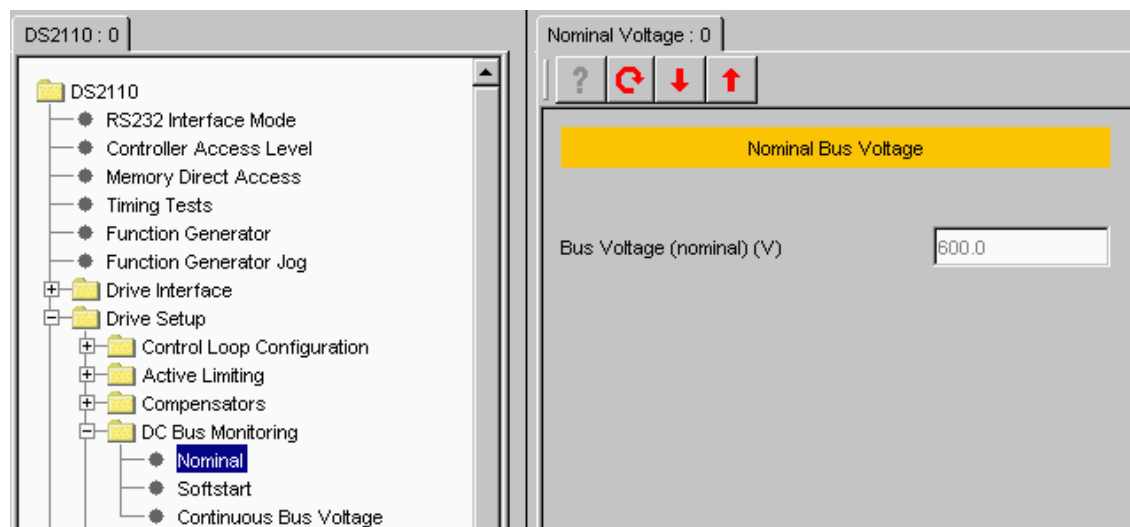 DS2110 : 0
DS2110
RS232 Interface Mode
Controller Access Level
Memory Direct Access
Timing Tests
Function Generator
Function Generator Jog
Drive Interface
Drive Setup
Control Loop Configuration
Active Limiting
Compensators
DC Bus Monitoring
Nominal
Softstart
Continuous Bus Voltage
Nominal Voltage : 0
?
Nominal Bus Voltage
Bus Voltage (nominal) (V) 600.0